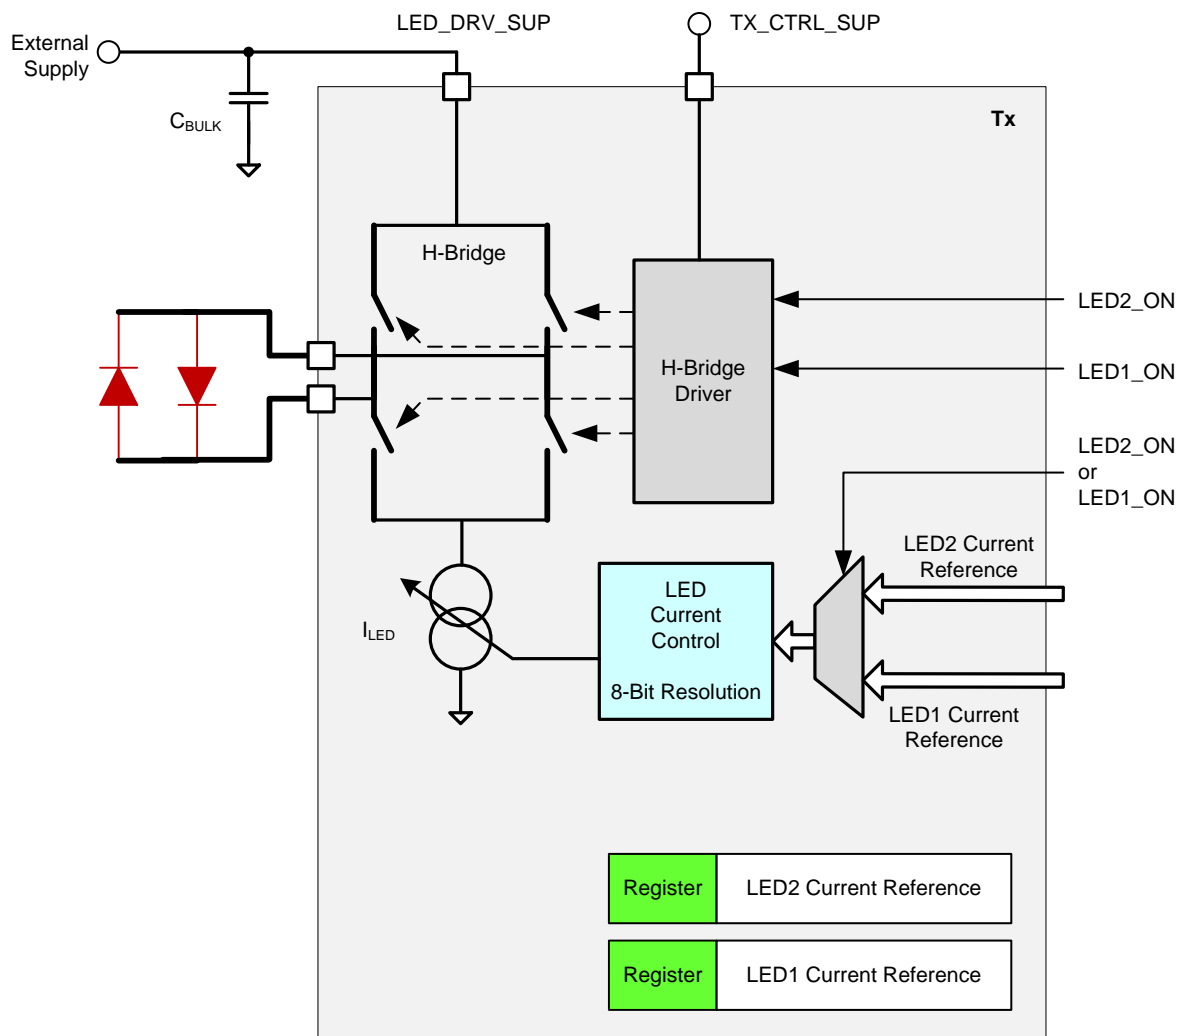 LED_DRV_SUP
TX_CTRL_SUP
External
Supply
CBULK
Tx
H-Bridge
H-Bridge
Driver
LED2_ON
LED1_ON
LED2_ON
or
LED1_ON
LED2 Current
Reference
LED
Current
Control
8-Bit Resolution
ILED
LED1 Current
Reference
Register
LED2 Current Reference
Register
LED1 Current Reference